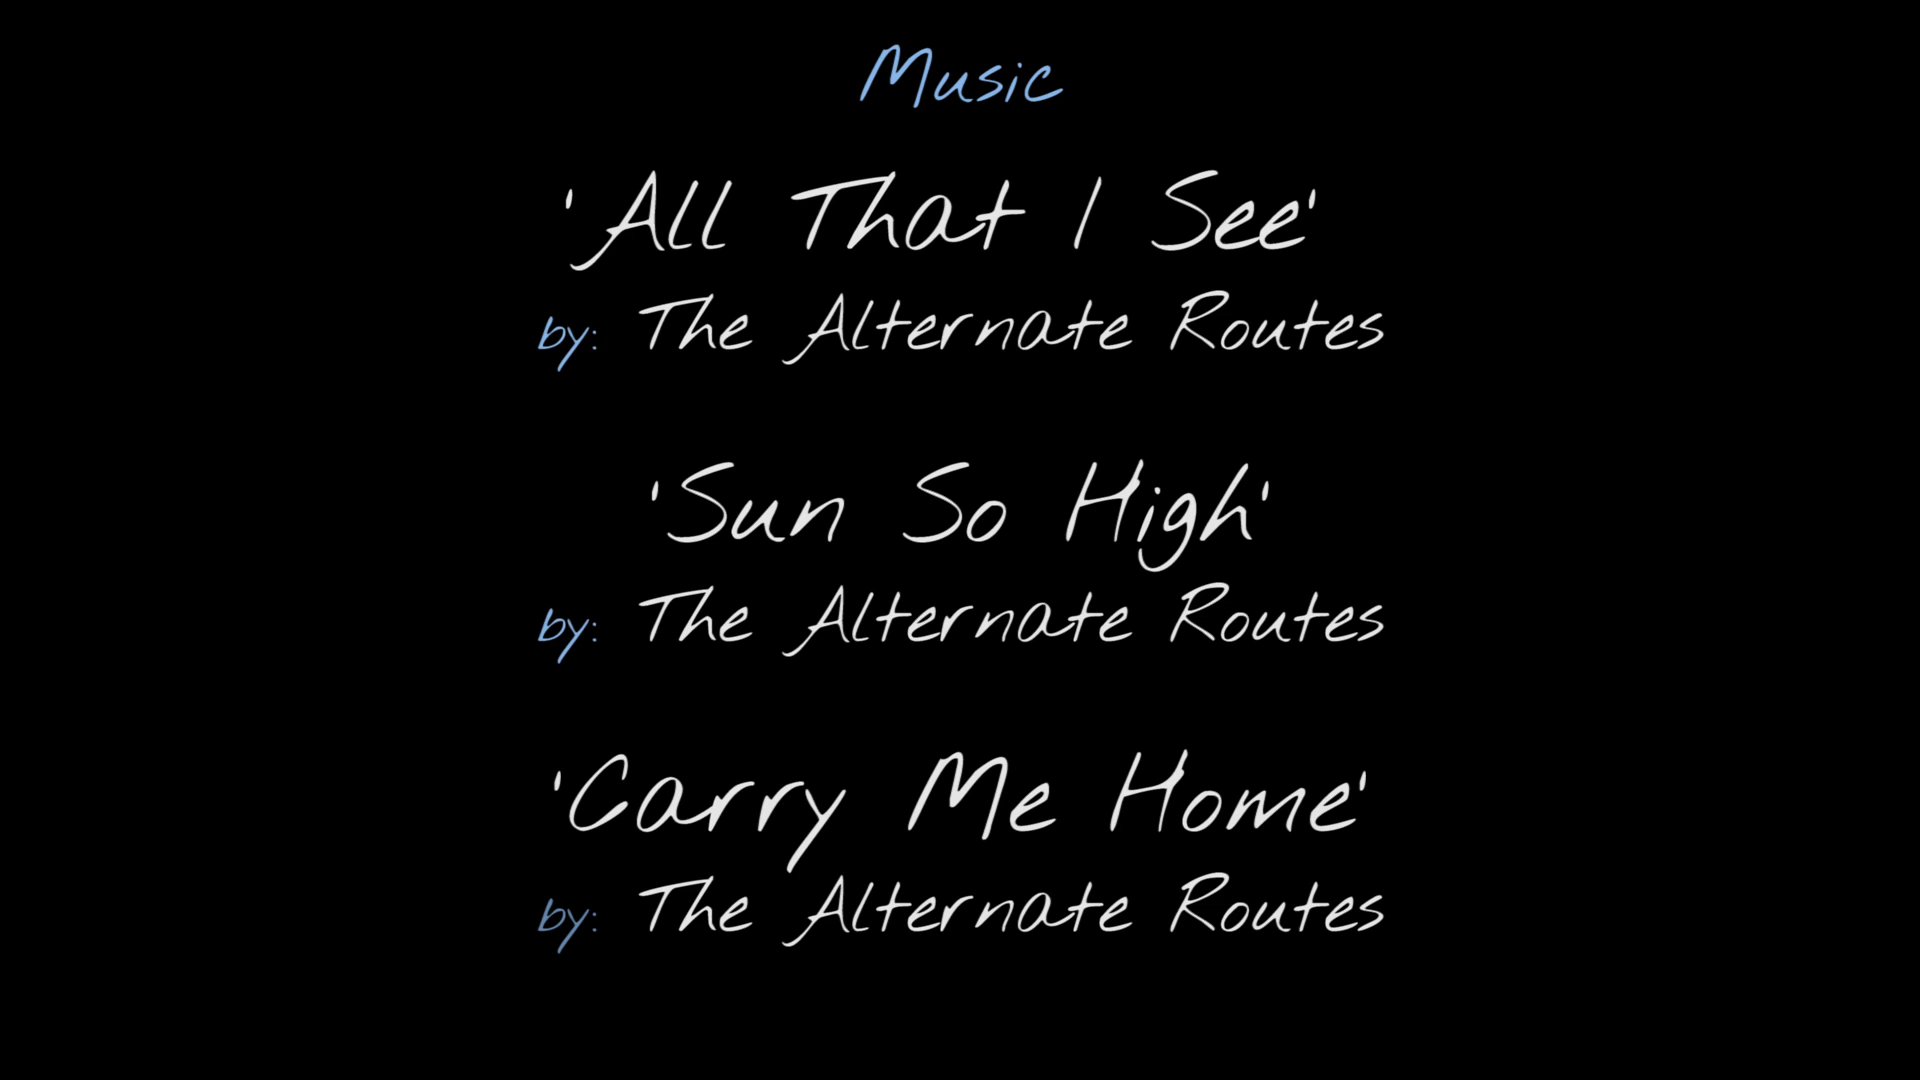 Music
'All That I See'
by: The Alternate Routes
'Sun So High'
by: The Alternate Routes
'Carry Me Home'
by: The Alternate Routes